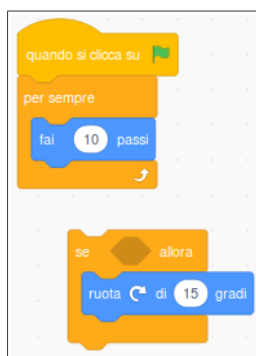 quando si clicca su
per sempre
fai 10 passi
se allora
ruota di 15 gradi